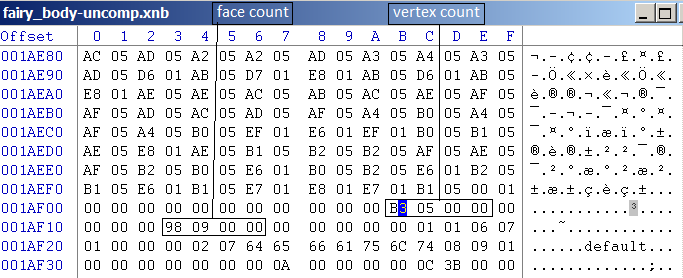 fairy_body-uncomp.xnb
face count
vertex count
Offset 0 1 2 3 4 5 6 7 8 9 A B C D E F
001AE80 AC 05 AD 05 A2 05 A2 05 AD 05 A3 05 A4 05 A3 05 ¬.-.¢.¢.-.£.¤.£.
001AE90 AD 05 D6 01 AB 05 D7 01 E8 01 AB 05 D6 01 AB 05 -.Ö.«.×.è.«.Ö.«.
001AEA0 E8 01 AE 05 AE 05 AC 05 AB 05 AC 05 AE 05 AF 05 è.®.®.¬.«.¬.®.¯.
001AEB0 AF 05 AD 05 AC 05 AD 05 AF 05 A4 05 B0 05 A4 05 ¯.-.¬.-.¯.¤.°.¤.
001AEC0 AF 05 A4 05 B0 05 EF 01 E6 01 EF 01 B0 05 B1 05 ¯.¤.°.ï.æ.ï.°.±.
001AED0 AE 05 E8 01 AE 05 B1 05 B2 05 B2 05 AF 05 AE 05 ®.è.®.±.².².¯.®.
001AEE0 AF 05 B2 05 B0 05 E6 01 B2 05
001AEF0 B1 05 E6 01 B1 05 E7 01 E8 01 E7 01 B1 05 00 01 ±.æ.±.ç.è.ç.±...
001AF00 00 00 00 00 00 00 00 00 00 00 00 B3 05 00 00 00 ...........³....
001AF10 00 00 00 98 09 00 00 00 00 00 00 00 01 01 06 07 ...˜............
001AF20 01 00 00 02 07 64 65 66 61 75 6C 74 08 09 01 .....default....
001AF30 00 00 00 00 00 00 00 0A 00 00 00 0C 3B 00 00 00 ............;...